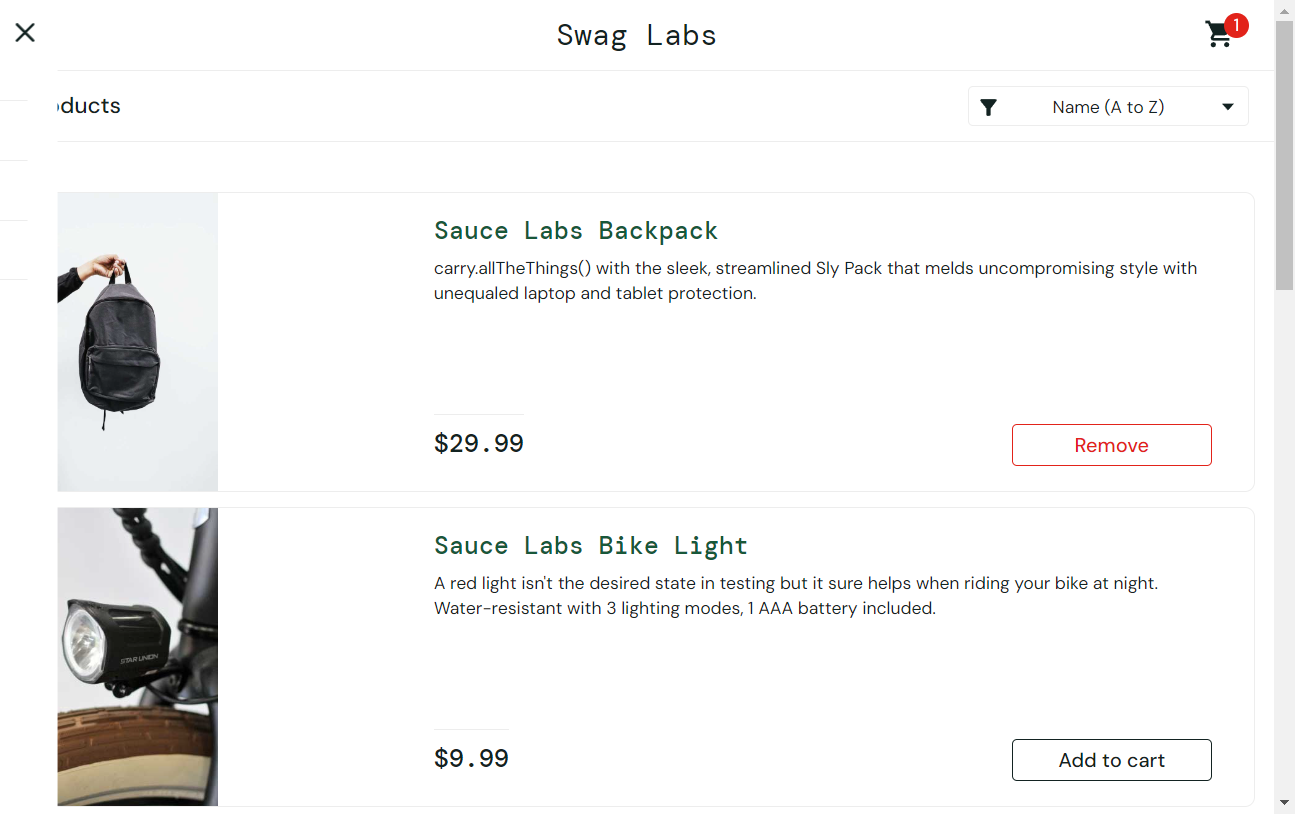 Swag Labs
1
oducts
Name (A to Z)
Sauce Labs Backpack
carry.allTheThings() with the sleek, streamlined Sly Pack that melds uncompromising style with
unequaled laptop and tablet protection.
$29.99
Remove
Sauce Labs Bike Light
A red light isn't the desired state in testing but it sure helps when riding your bike at night.
Water-resistant with 3 lighting modes, 1 AAA battery included.
STAR UNION
$9.99
Add to cart